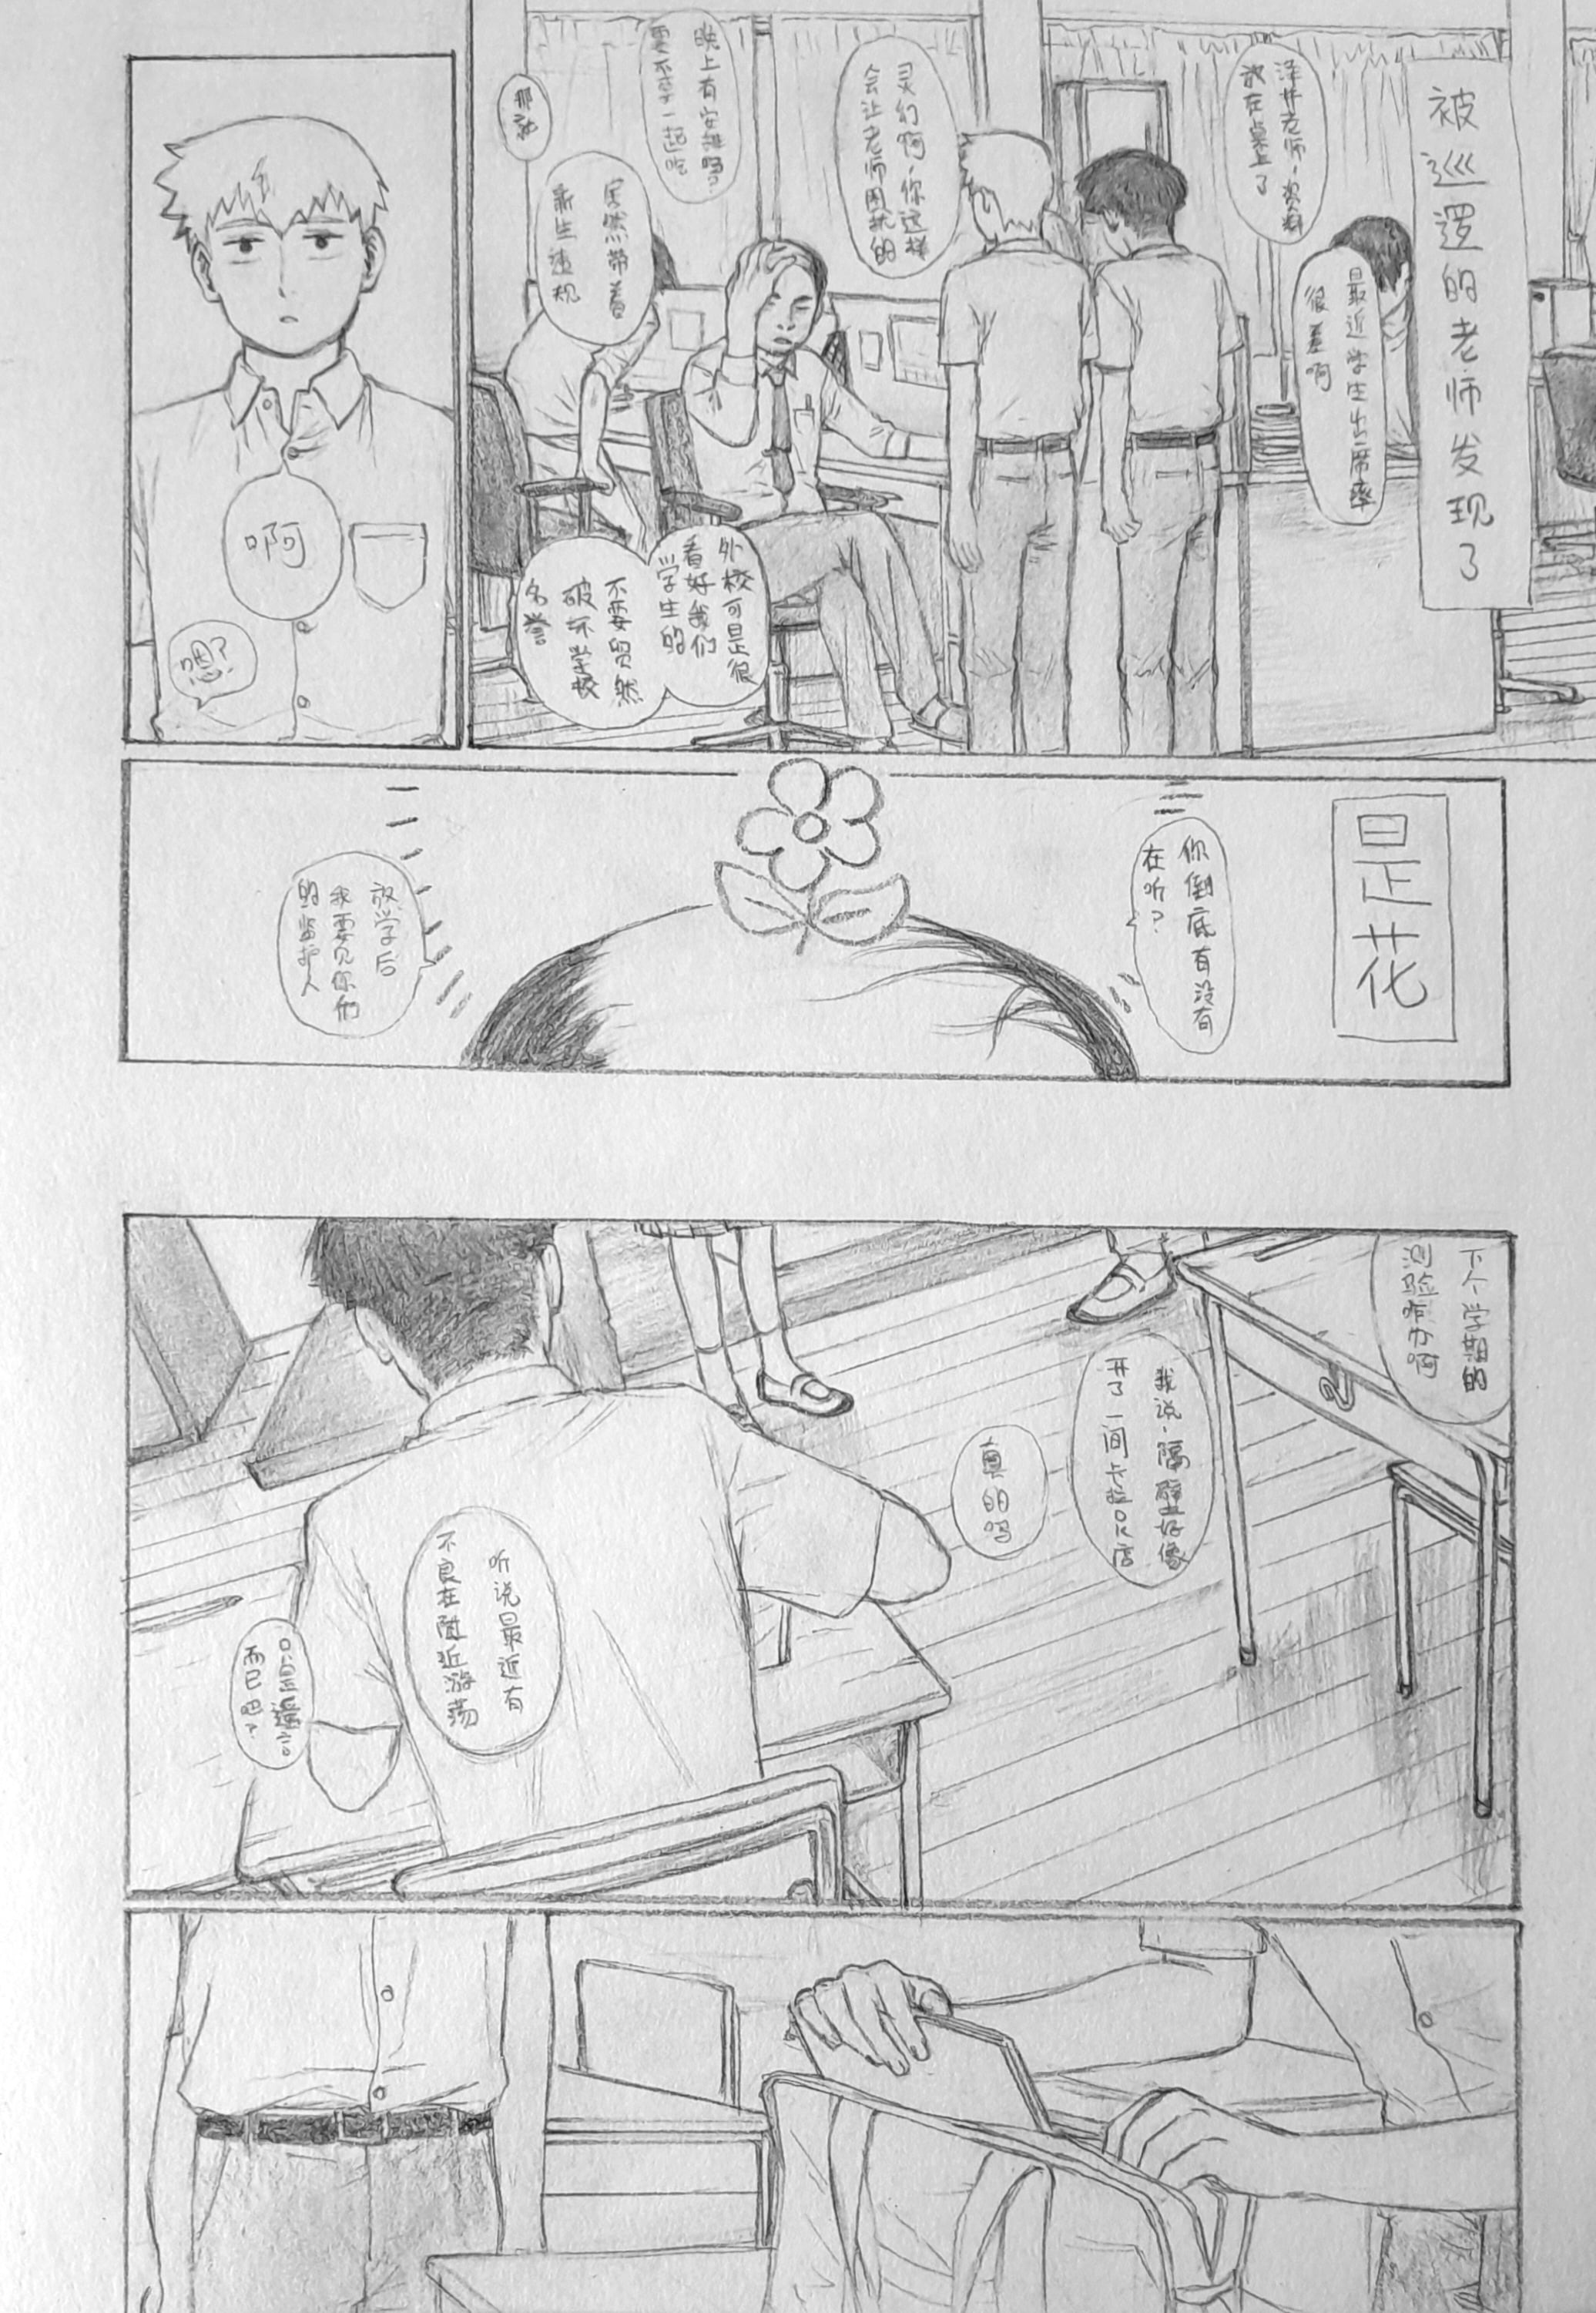 被巡逻的老师发现了
泽井老师，资料
放在桌上了
最近学生出席率
很差啊
灵幻啊，你这样
会让老师困扰的
晚上有安排吗？
要不要一起吃
那就
居然带着
新生违规
外校可是很
看好我们
学生的
不要贸然
破坏学校
名誉
啊
嗯？
是花
你倒底有没有
在听？
放学后
我要见你们
的监护人
下个学期的
测验咋办啊
我说，隔壁好像
开了一间卡拉OK店
真的吗
听说最近有
不良在附近游荡
只是谣言
而已吧？